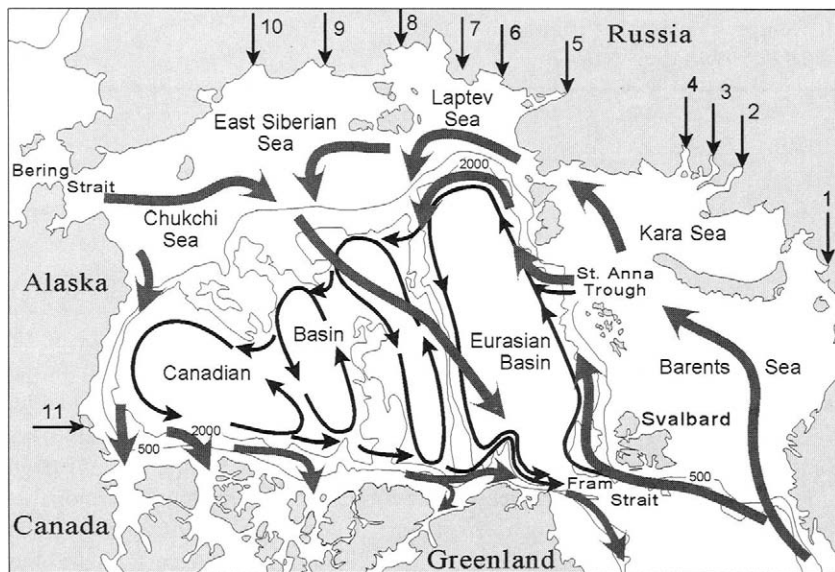 10
9
8
7
6
5
Russia
4
3
2
1
Laptev
Sea
East Siberian
Sea
2000
Bering
Strait
Chukchi
Sea
Kara Sea
St. Anna
Trough
Alaska
Basin
Canadian
Eurasian
Basin
Barents Sea
Svalbard
11
2000
500
500
Fram
Strait
Canada
Greenland